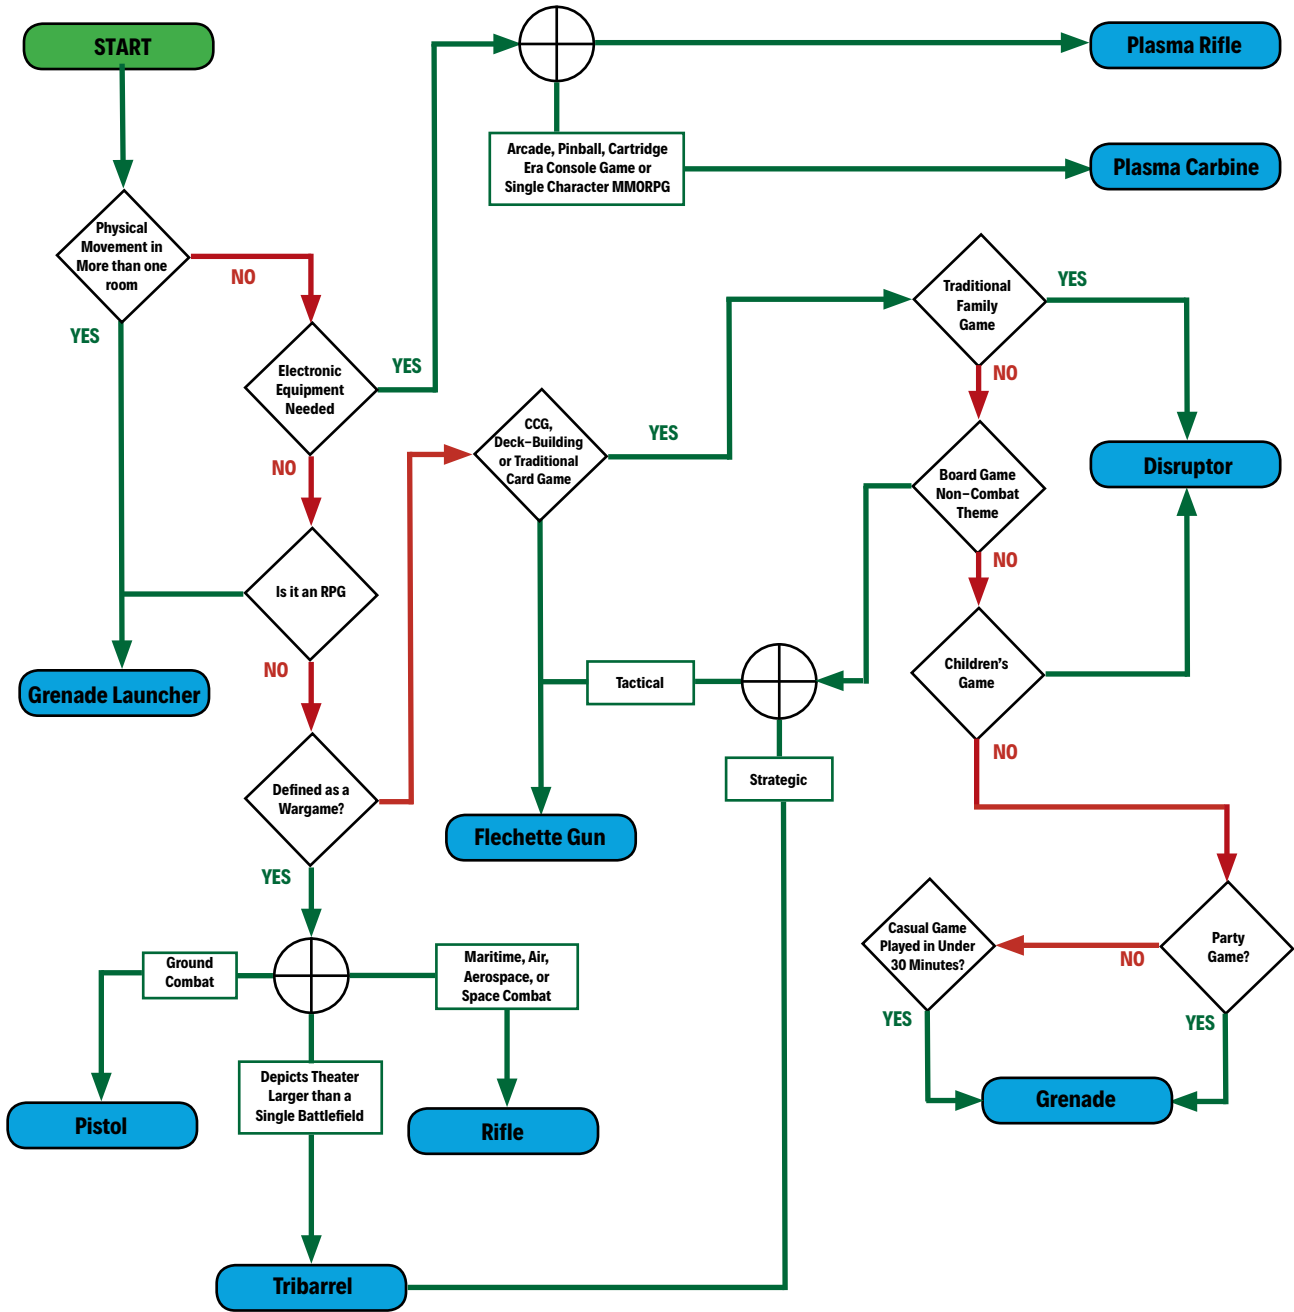 START
Plasma Rifle
Arcade, Pinball, Cartridge
Era Console Game or
Single Character MMORPG
Plasma Carbine
Physical
Movement in
More than one
room
NO
YES
Electronic
Equipment
Needed
YES
NO
Traditional
Family
Game
YES
NO
CCG,
Deck-Building
or Traditional
Card Game
YES
Disruptor
Board Game
Non-Combat
Theme
NO
Is it an RPG
NO
Grenade Launcher
Children's
Game
NO
Tactical
Strategic
Defined as a
Wargame?
YES
Flechette Gun
Casual Game
Played in Under
30 Minutes?
YES
Party
Game?
NO
YES
Grenade
Ground
Combat
Maritime, Air,
Aerospace, or
Space Combat
Depicts Theater
Larger than a
Single Battlefield
Pistol
Rifle
Tribarrel